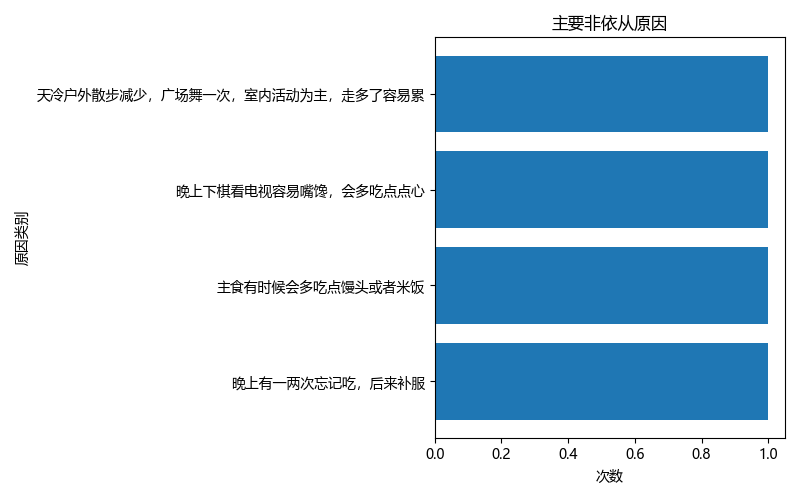 主要非依从原因
天冷户外散步减少，广场舞一次，室内活动为主，走多了容易累
晚上下棋看电视容易嘴馋，会多吃点点心
主食有时候会多吃点馒头或者米饭
晚上有一两次忘记吃，后来补服
原因类别
0.0 0.2 0.4 0.6 0.8 1.0
次数